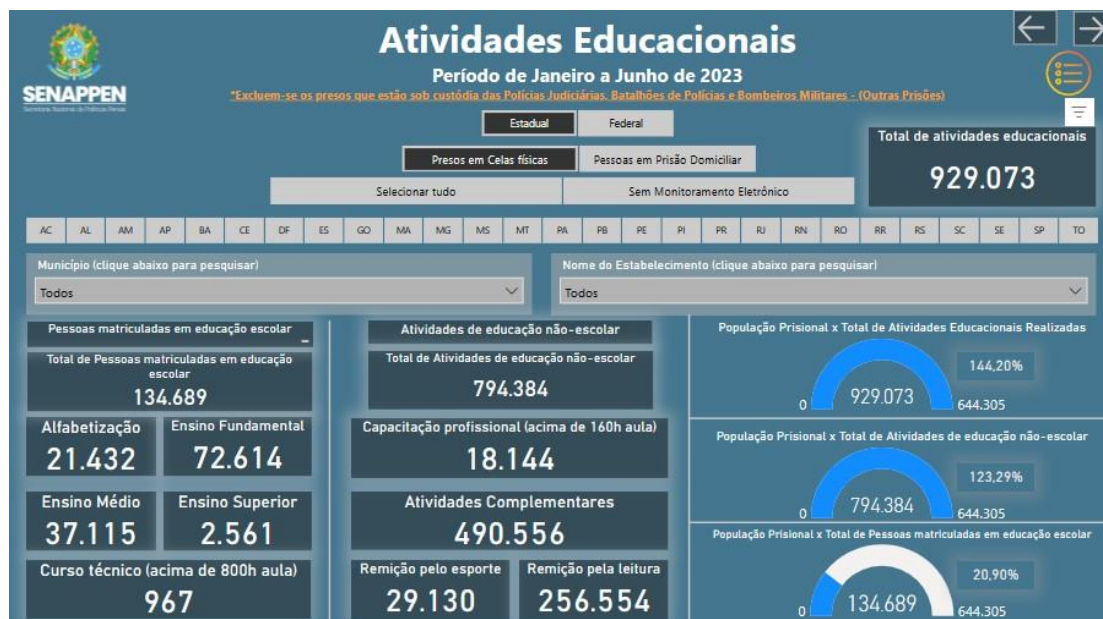 Atividades Educacionais
Período de Janeiro a Junho de 2023
*Excluem-se os presos que estão sob custódia das Polícias Judiciárias, Batalhões de Polícias e Bombeiros Militares - (Outras Prisões)
SENAPPEN
Secretaria Nacional de Políticas Penais
Estadual
Federal
Presos em Celas físicas
Pessoas em Prisão Domiciliar
Selecionar tudo
Sem Monitoramento Eletrônico
Total de atividades educacionais
929.073
AC AL AM AP BA CE DF ES GO MA MG MS MT PA PB PE PI PR RJ RN RO RR RS SC SE SP TO
Município (clique abaixo para pesquisar)
Todos
Nome do Estabelecimento (clique abaixo para pesquisar)
Todos
Pessoas matriculadas em educação escolar
Total de Pessoas matriculadas em educação
escolar
134.689
Alfabetização
21.432
Ensino Fundamental
72.614
Ensino Médio
37.115
Ensino Superior
2.561
Curso técnico (acima de 800h aula)
967
Atividades de educação não-escolar
Total de Atividades de educação não-escolar
794.384
Capacitação profissional (acima de 160h aula)
18.144
Atividades Complementares
490.556
Remição pelo esporte
29.130
Remição pela leitura
256.554
População Prisional x Total de Atividades Educacionais Realizadas
144,20%
929.073
0
644.305
População Prisional x Total de Atividades de educação não-escolar
123,29%
794.384
0
644.305
População Prisional x Total de Pessoas matriculadas em educação escolar
20,90%
134.689
0
644.305